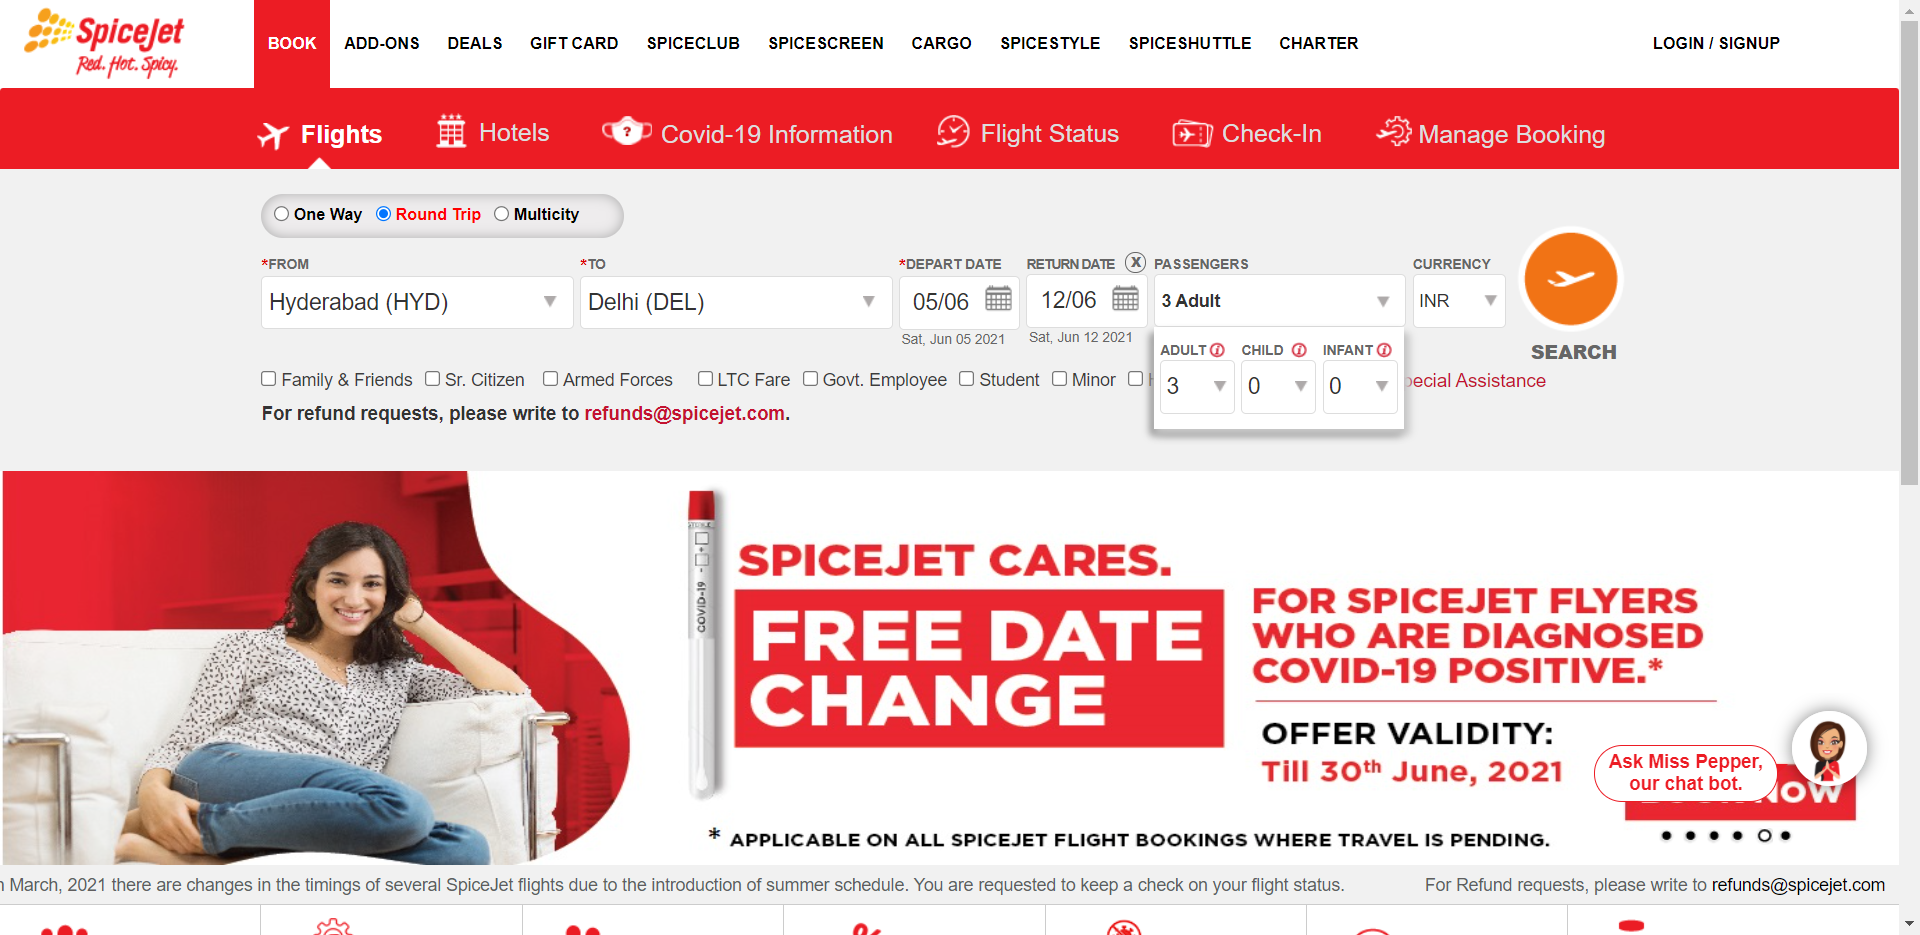 SpiceJet
Red. Hot. Spicy.
BOOK ADD-ONS DEALS GIFT CARD SPICECLUB SPICESCREEN CARGO SPICESTYLE SPICESHUTTLE CHARTER LOGIN / SIGNUP
Flights Hotels ? Covid-19 Information Flight Status Check-In Manage Booking
One Way Round Trip Multicity
*FROM *TO *DEPART DATE RETURN DATE X PASSENGERS CURRENCY
Hyderabad (HYD) Delhi (DEL) 05/06 12/06 3 Adult INR
Sat, Jun 05 2021 Sat, Jun 12 2021
SEARCH
ADULT i CHILD i INFANT i
3 0 0
Family & Friends Sr. Citizen Armed Forces LTC Fare Govt. Employee Student Minor Assistance
For refund requests, please write to refunds@spicejet.com.
COVID-19
SPICEJET CARES.
FREE DATE
CHANGE
FOR SPICEJET FLYERS
WHO ARE DIAGNOSED
COVID-19 POSITIVE.*
OFFER VALIDITY:
Till 30th June, 2021
Ask Miss Pepper,
our chat bot.
NOW
* APPLICABLE ON ALL SPICEJET FLIGHT BOOKINGS WHERE TRAVEL IS PENDING.
March, 2021 there are changes in the timings of several SpiceJet flights due to the introduction of summer schedule. You are requested to keep a check on your flight status. For Refund requests, please write to refunds@spicejet.com